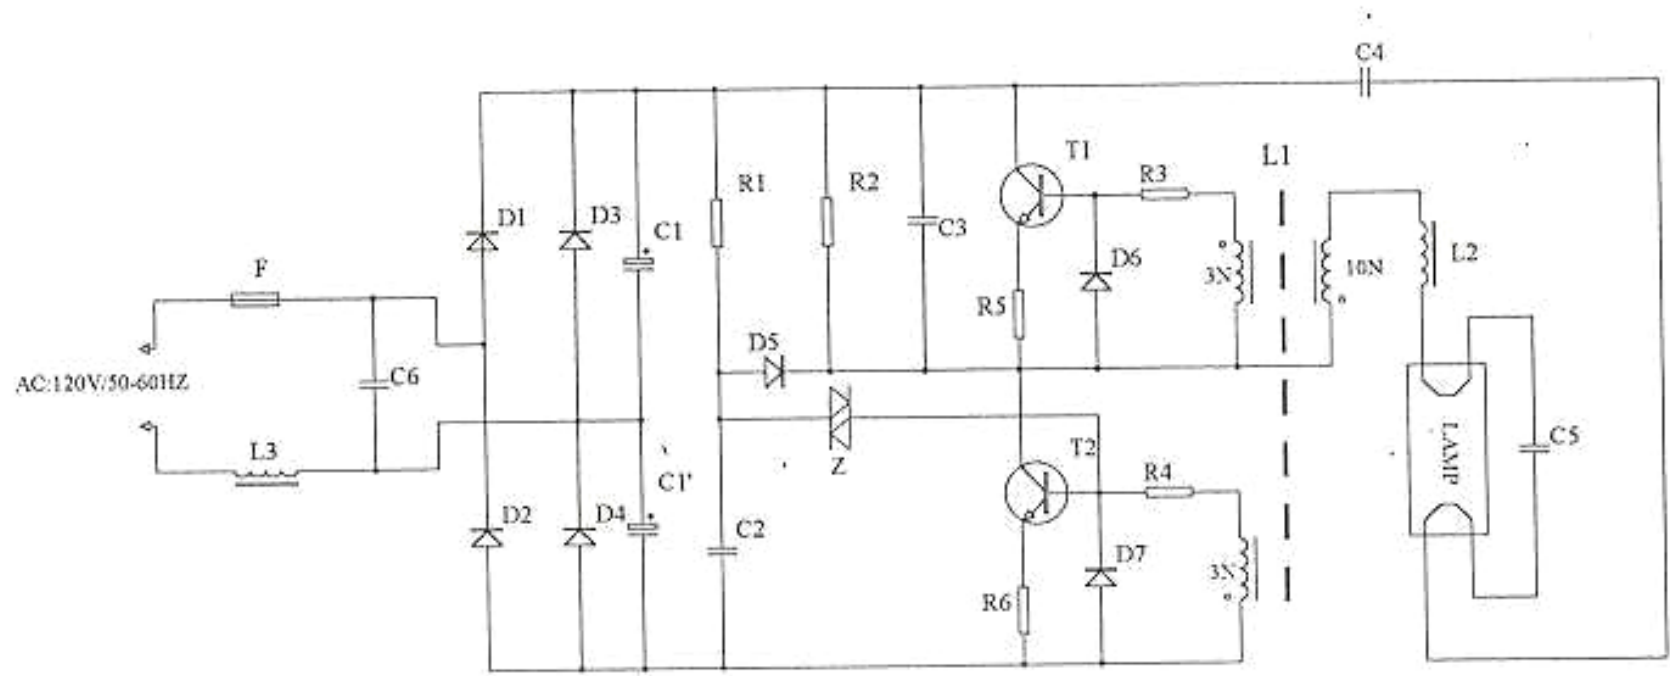 C4
T1
L1
R3
R1
R2
D1
D3
C1
C3
D6
3N
10N
L2
F
R5
D5
AC:120V/50-60HZ
C6
LAMP
C5
L3
Z
T2
R4
C1'
D2
D4
C2
D7
3N
R6